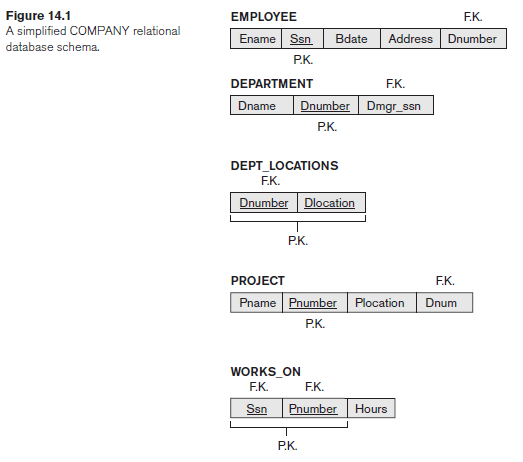 Figure 14.1
A simplified COMPANY relational
database schema.
EMPLOYEE F.K.
Ename Ssn Bdate Address Dnumber
P.K.
DEPARTMENT F.K.
Dname Dnumber Dmgr_ssn
P.K.
DEPT_LOCATIONS
F.K.
Dnumber Dlocation
P.K.
PROJECT F.K.
Pname Pnumber Plocation Dnum
P.K.
WORKS_ON
F.K. F.K.
Ssn Pnumber Hours
P.K.